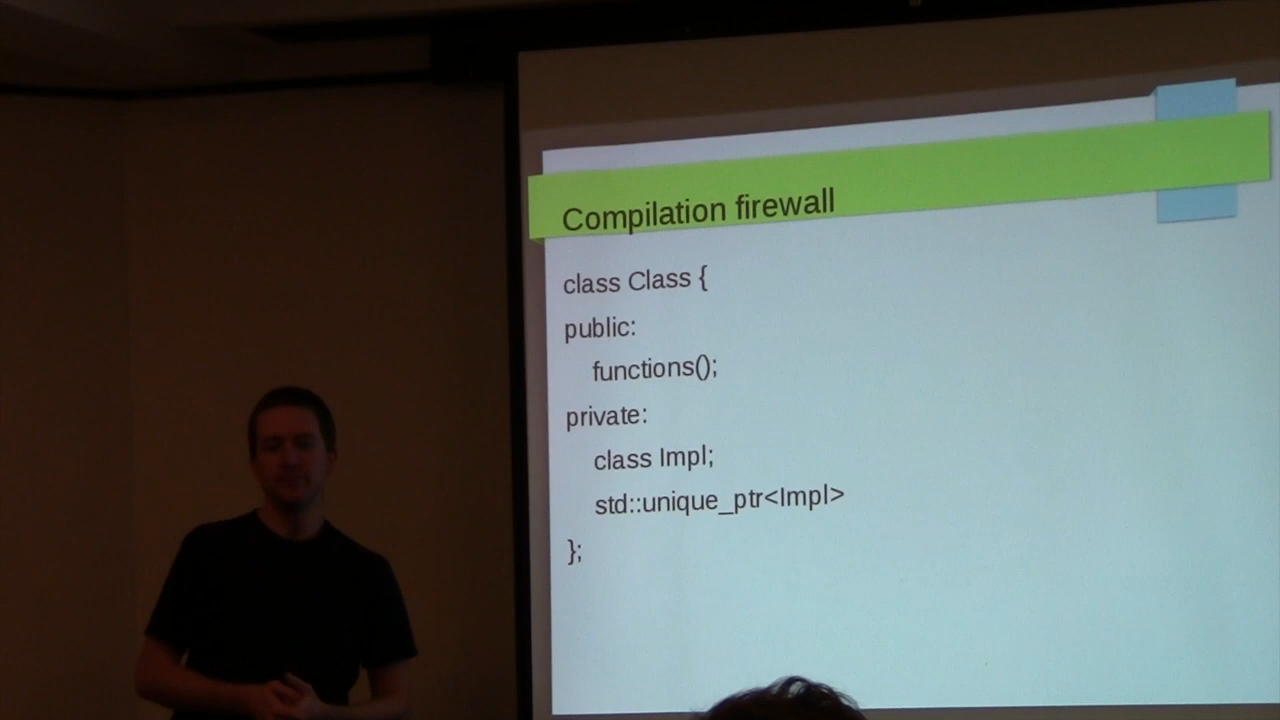 Compilation firewall
class Class {
public:
functions();
private:
class Impl;
std::unique_ptr<Impl>
};